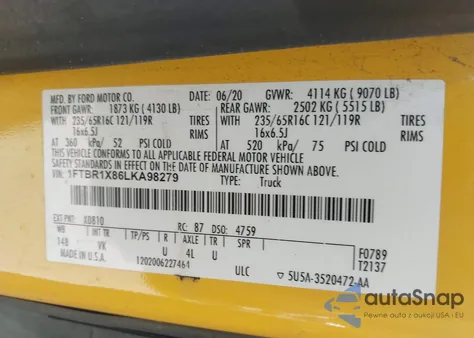 MFD. BY FORD MOTOR CO. 06/20 GVWR: 4114 KG ( 9070 LB)
FRONT GAWR: 1873 KG ( 4130 LB) REAR GAWR: 2502 KG ( 5515 LB)
WITH 235/65R16C 121/119R TIRES WITH 235/65R16C 121/119R TIRES
16x6.5J RIMS 16x6.5J RIMS
AT 360 kPa/ 52 PSI COLD AT 520 kPa/ 75 PSI COLD
THIS VEHICLE CONFORMS TO ALL APPLICABLE FEDERAL MOTOR VEHICLE
SAFETY STANDARDS IN EFFECT ON THE DATE OF MANUFACTURE SHOWN ABOVE.
VIN: 1FTBR1X86LKA98279 TYPE: Truck
EXT PNT: X0810 RC: 87 DSO: 4759
WB INT TR TP/PS R AXLE TR SPR F0789
148 VK U 4L U T2137
MADE IN U.S.A. 1202006227464 ULC 5U5A-3520472-AA
autoSnap
Pewne auta z aukcji USA i EU